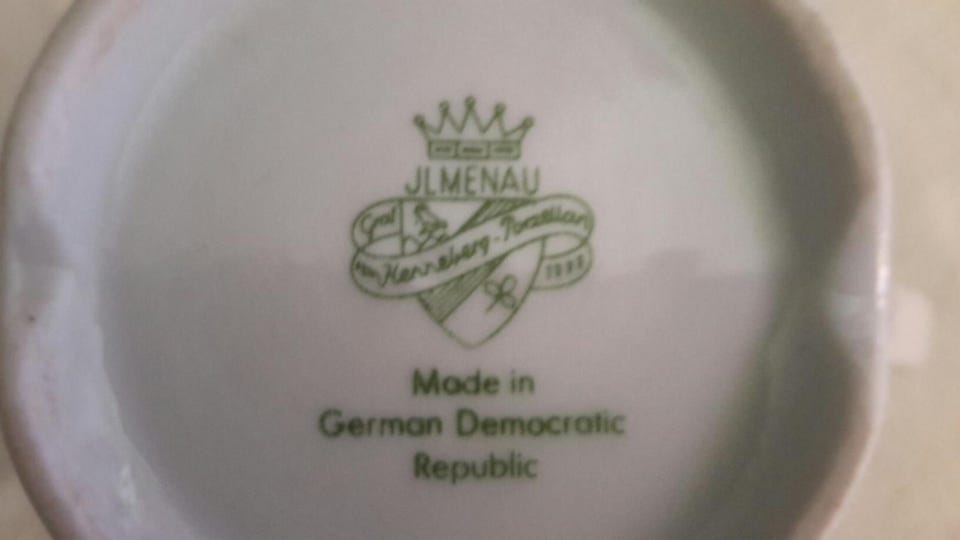 JLMENAU
Graf
von Henneberg-Porzellan
1777
Made in
German Democratic
Republic